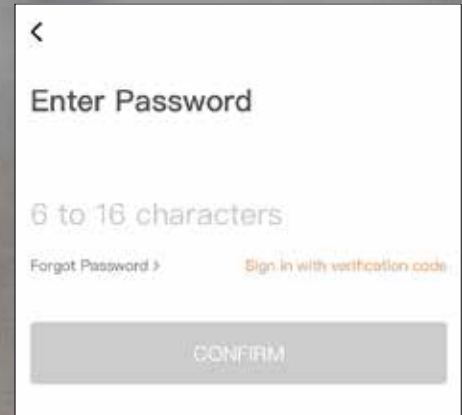 Enter Password
6 to 16 characters
Forgot Password >
Sign in with verification code
CONFIRM